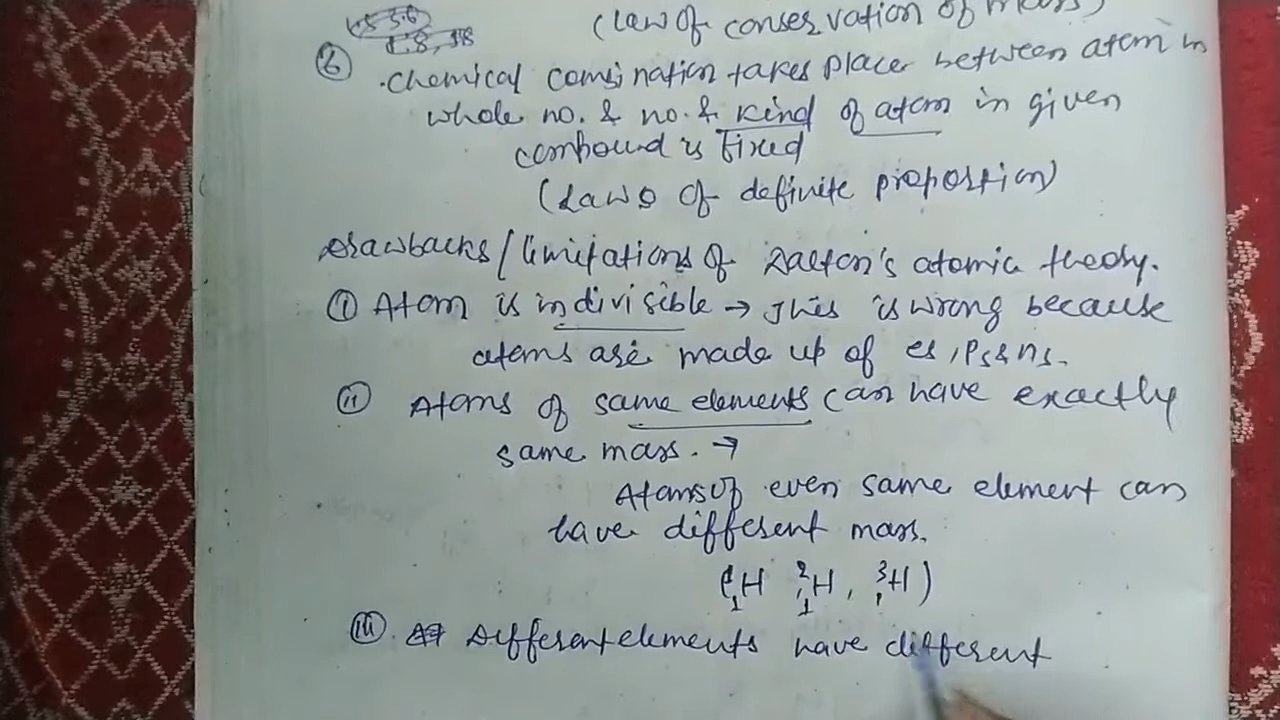 (Law of conservation of mass)
⑥ .Chemical combination takes place between atom in
whole no. & no. & kind of atom in given
compound is fixed
(Laws of definite proportion)
Drawbacks/limitations of Dalton's atomic theory.
ⓘ Atom is indivisible → This is wrong because
atoms are made up of es, Ps & ns.
ⓘⓘ Atoms of same elements can have exactly
same mass. →
Atoms of even same element can
have different mass.
(¹₁H ²₁H, ³₁H)
ⓘⓘⓘ Different elements have different